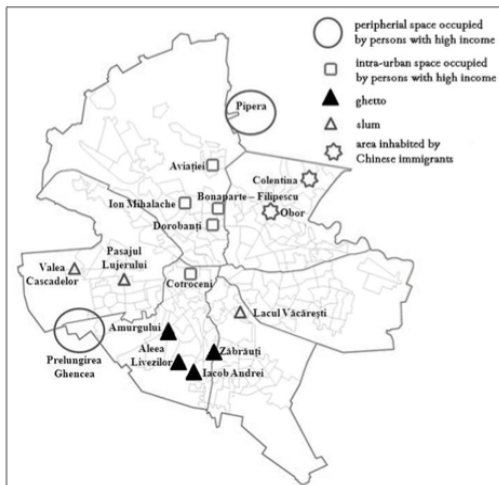 peripherial space occupied
by persons with high income
intra-urban space occupied
by persons with high income
ghetto
slum
area inhabited by
Chinese immigrants
Pipera
Aviației
Colentina
Ion Mihalache
Bonaparte – Filipescu
Obor
Dorobanți
Pasajul
Lujerului
Valea
Cascadelor
Cotroceni
Lacul Văcărești
Amurgului
Aleea
Livezilor
Zăbrăuți
Iacob Andrei
Prelungirea
Ghencea